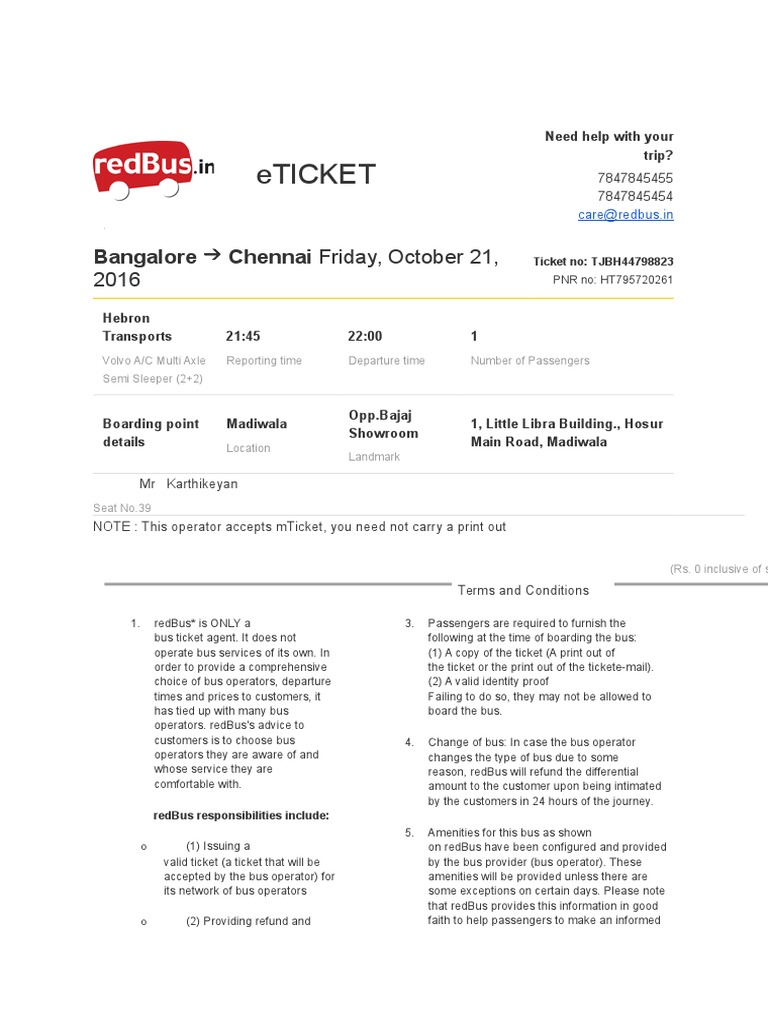 redBus.in
eTICKET
Need help with your
trip?
7847845455
7847845454
care@redbus.in
Bangalore → Chennai Friday, October 21,
2016
Ticket no: TJBH44798823
PNR no: HT795720261
Hebron
Transports
21:45
22:00
1
Volvo A/C Multi Axle
Semi Sleeper (2+2)
Reporting time
Departure time
Number of Passengers
Boarding point
details
Madiwala
Location
Opp.Bajaj
Showroom
Landmark
1, Little Libra Building., Hosur
Main Road, Madiwala
Mr Karthikeyan
Seat No.39
NOTE : This operator accepts mTicket, you need not carry a print out
(Rs. 0 inclusive of s
Terms and Conditions
1. redBus* is ONLY a
bus ticket agent. It does not
operate bus services of its own. In
order to provide a comprehensive
choice of bus operators, departure
times and prices to customers, it
has tied up with many bus
operators. redBus's advice to
customers is to choose bus
operators they are aware of and
whose service they are
comfortable with.
redBus responsibilities include:
o (1) Issuing a
valid ticket (a ticket that will be
accepted by the bus operator) for
its network of bus operators
o (2) Providing refund and
3. Passengers are required to furnish the
following at the time of boarding the bus:
(1) A copy of the ticket (A print out of
the ticket or the print out of the tickete-mail).
(2) A valid identity proof
Failing to do so, they may not be allowed to
board the bus.
4. Change of bus: In case the bus operator
changes the type of bus due to some
reason, redBus will refund the differential
amount to the customer upon being intimated
by the customers in 24 hours of the journey.
5. Amenities for this bus as shown
on redBus have been configured and provided
by the bus provider (bus operator). These
amenities will be provided unless there are
some exceptions on certain days. Please note
that redBus provides this information in good
faith to help passengers to make an informed